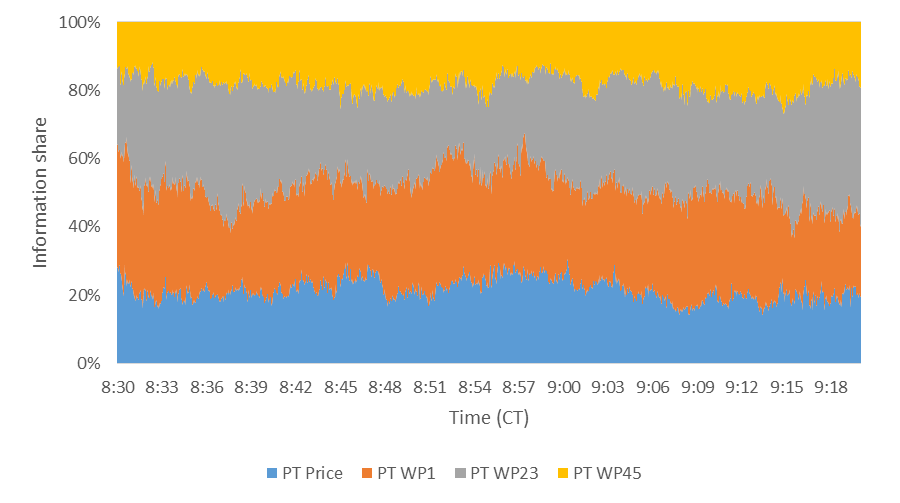 100%
80%
60%
40%
20%
0%
Information share
8:30 8:33 8:36 8:39 8:42 8:45 8:48 8:51 8:54 8:57 9:00 9:03 9:06 9:09 9:12 9:15 9:18
Time (CT)
PT Price PT WP1 PT WP23 PT WP45